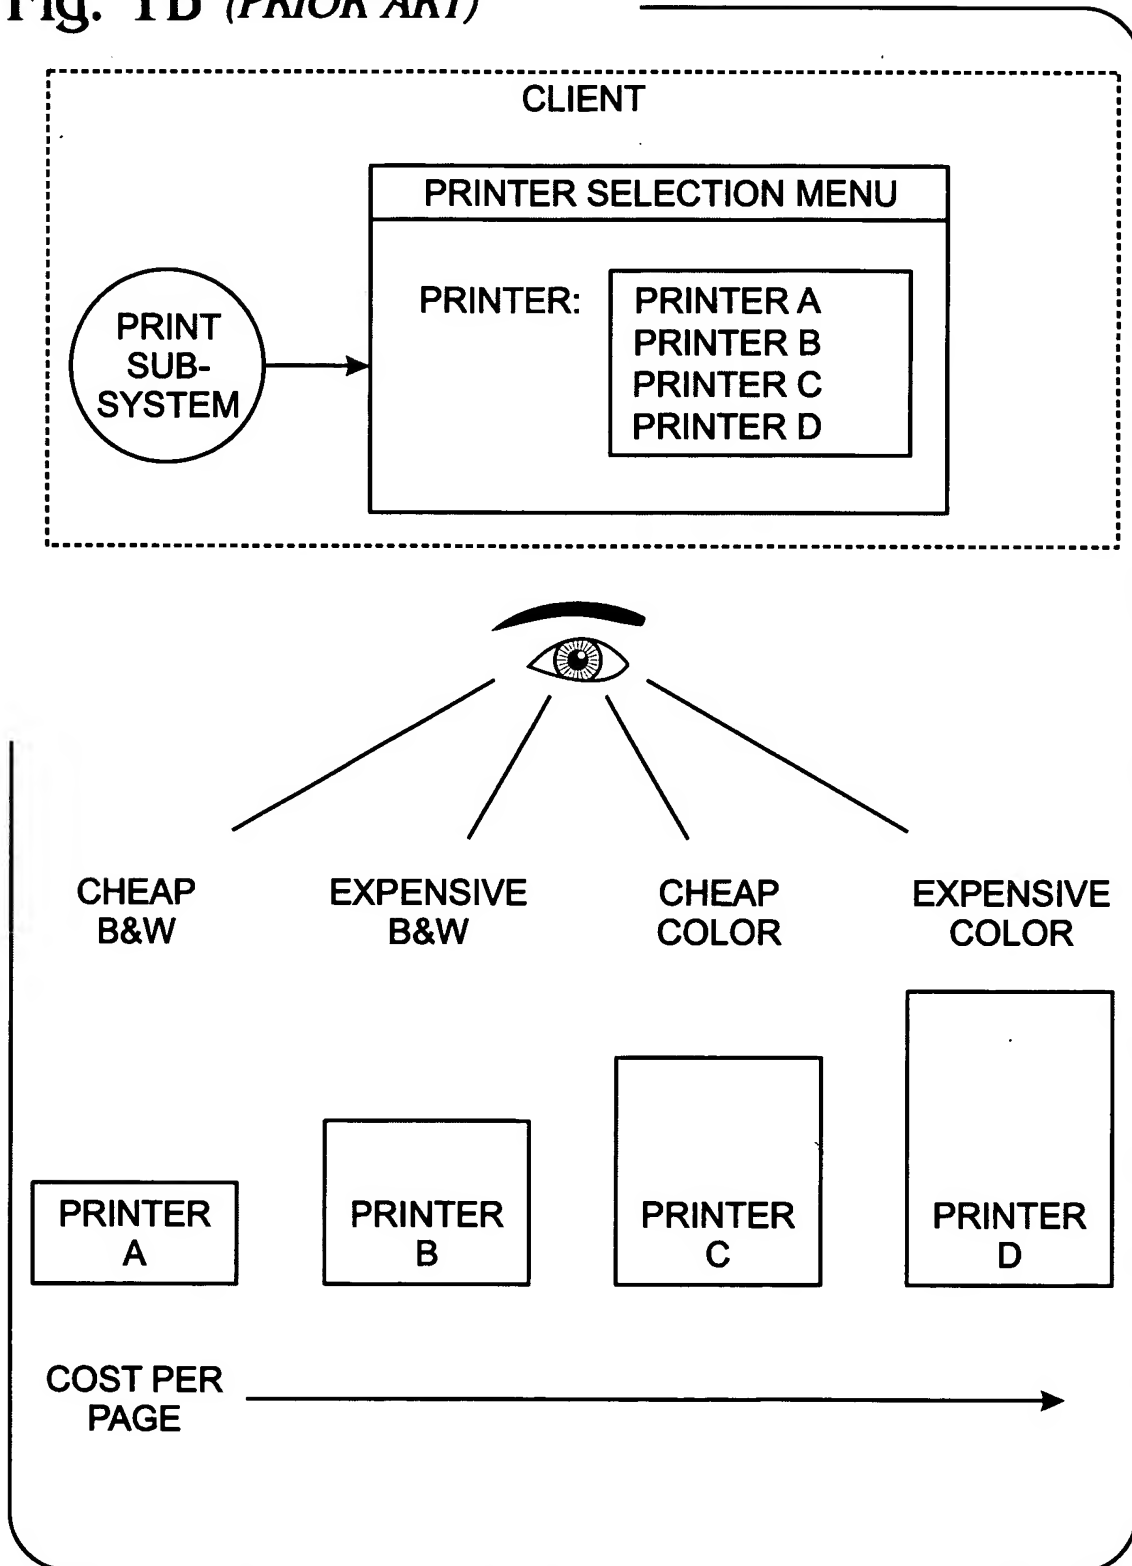 Fig. 1B (PRIOR ART)
CLIENT
PRINTER SELECTION MENU
PRINT
SUB-
SYSTEM
PRINTER:
PRINTER A
PRINTER B
PRINTER C
PRINTER D
CHEAP
B&W
EXPENSIVE
B&W
CHEAP
COLOR
EXPENSIVE
COLOR
PRINTER
A
PRINTER
B
PRINTER
C
PRINTER
D
COST PER
PAGE